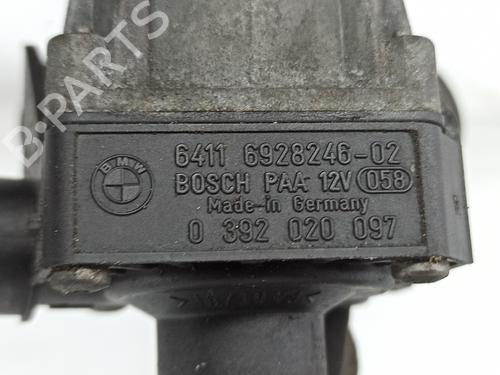 B-PARTS
BMW
6411 6928246-02
BOSCH PAA 12V 058
Made-in Germany
0 392 020 097